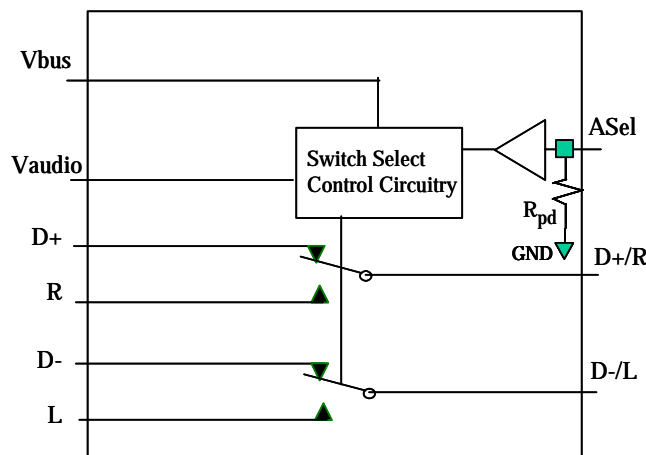 Vbus
ASel
Switch Select
Control Circuitry
Vaudio
Rpd
D+
GND
D+/R
R
D-
D-/L
L